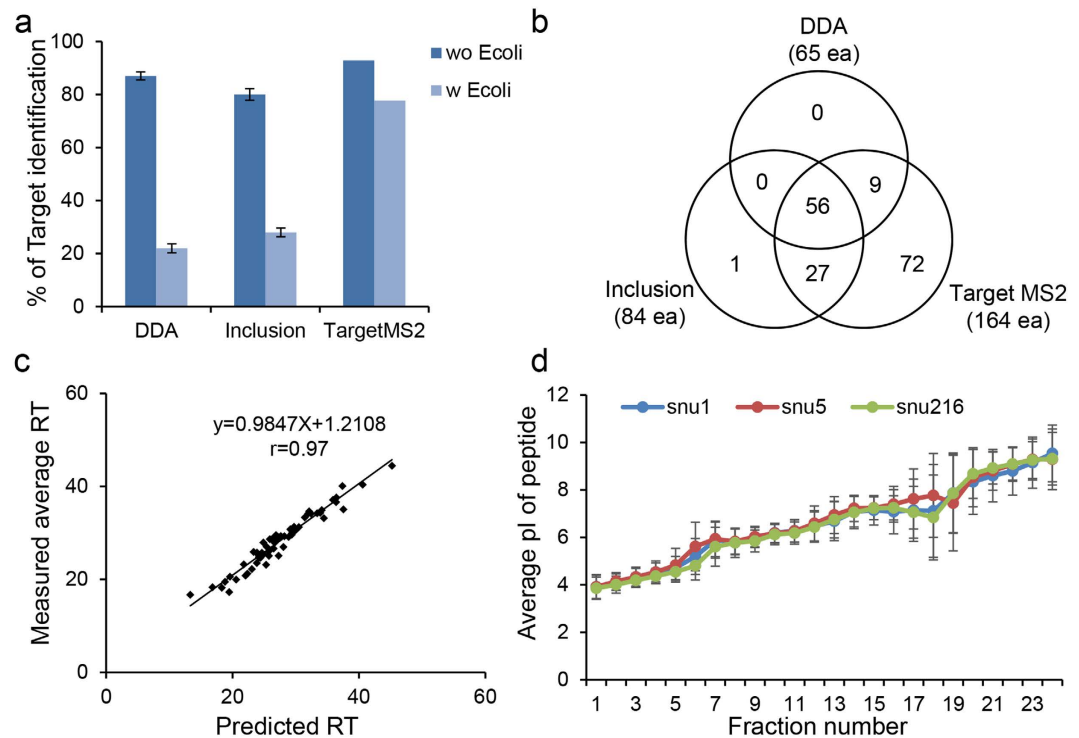 a
% of Target identification
100
80
60
40
20
0
wo Ecoli
w Ecoli
DDA
Inclusion
TargetMS2
b
DDA
(65 ea)
0
0
9
56
1
27
72
Inclusion
(84 ea)
Target MS2
(164 ea)
c
Measured average RT
60
40
20
0
y=0.9847X+1.2108
r=0.97
0
20
40
60
Predicted RT
d
Average pI of peptide
12
10
8
6
4
2
0
snu1
snu5
snu216
1
3
5
7
9
11
13
15
17
19
21
23
Fraction number